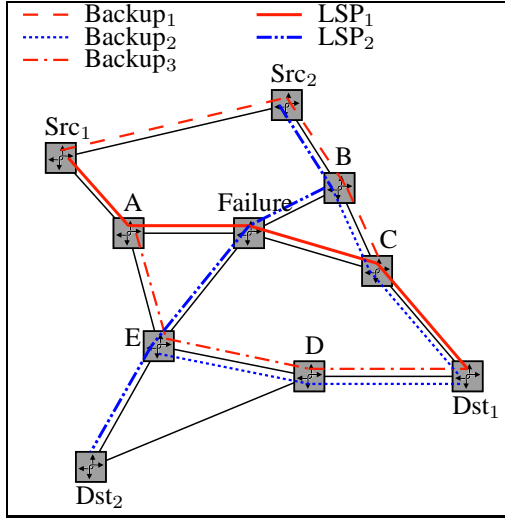 Backup₁ LSP₁
Backup₂ LSP₂
Backup₃
Src₂
Src₁
B
A Failure
C
E D
Dst₁
Dst₂